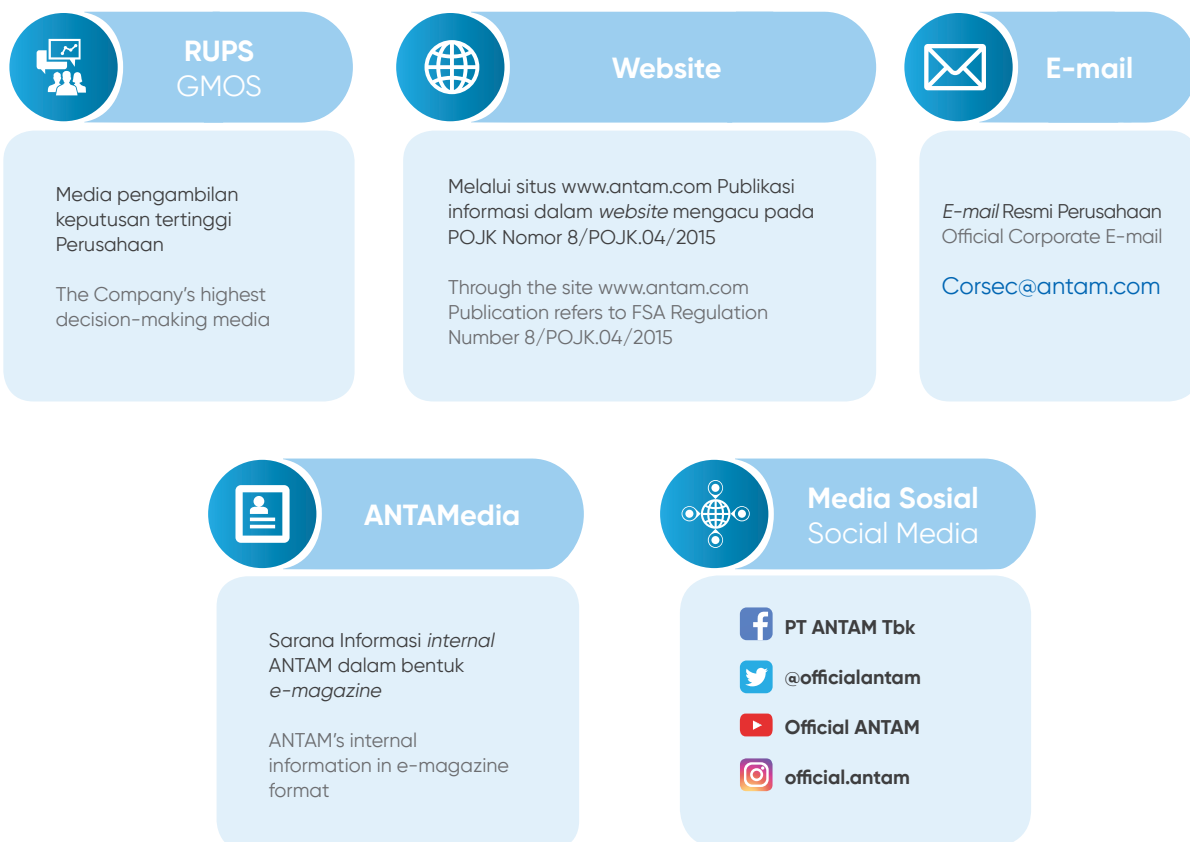 RUPS
GMOS
Media pengambilan
keputusan tertinggi
Perusahaan
The Company's highest
decision-making media
Website
Melalui situs www.antam.com Publikasi
informasi dalam website mengacu pada
POJK Nomor 8/POJK.04/2015
Through the site www.antam.com
Publication refers to FSA Regulation
Number 8/POJK.04/2015
E-mail
E-mail Resmi Perusahaan
Official Corporate E-mail
Corsec@antam.com
ANTAMedia
Sarana Informasi internal
ANTAM dalam bentuk
e-magazine
ANTAM's internal
information in e-magazine
format
Media Sosial
Social Media
PT ANTAM Tbk
@officialantam
Official ANTAM
official.antam